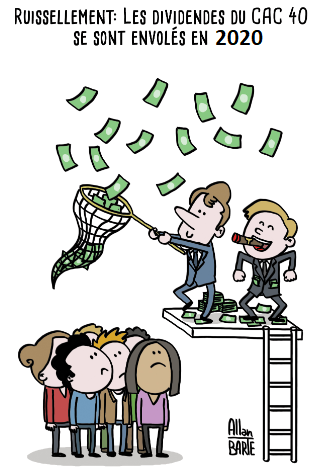 RUISSELLEMENT: LES DIVIDENDES DU CAC 40
SE SONT ENVOLÉS EN 2020
Allan
BARTE